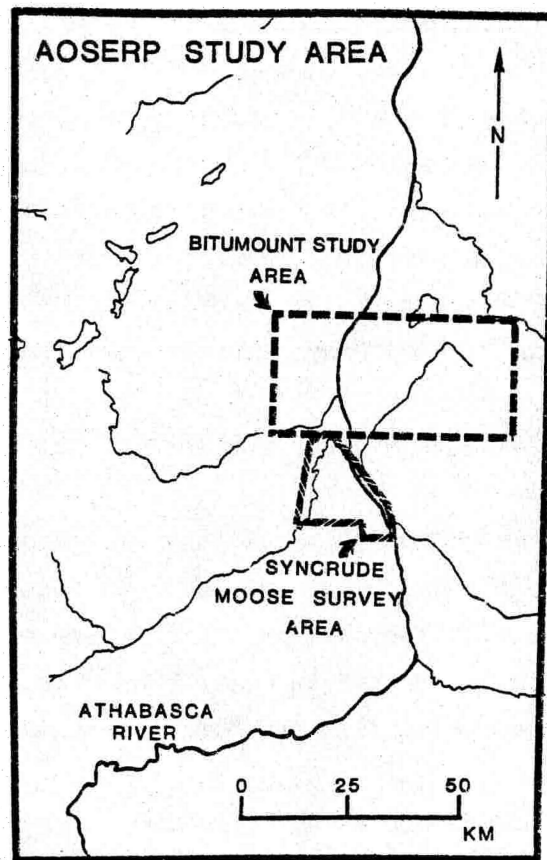 AOSERP STUDY AREA
N
BITUMOUNT STUDY
AREA
SYNCRUDE
MOOSE SURVEY
AREA
ATHABASCA
RIVER
0 25 50
KM